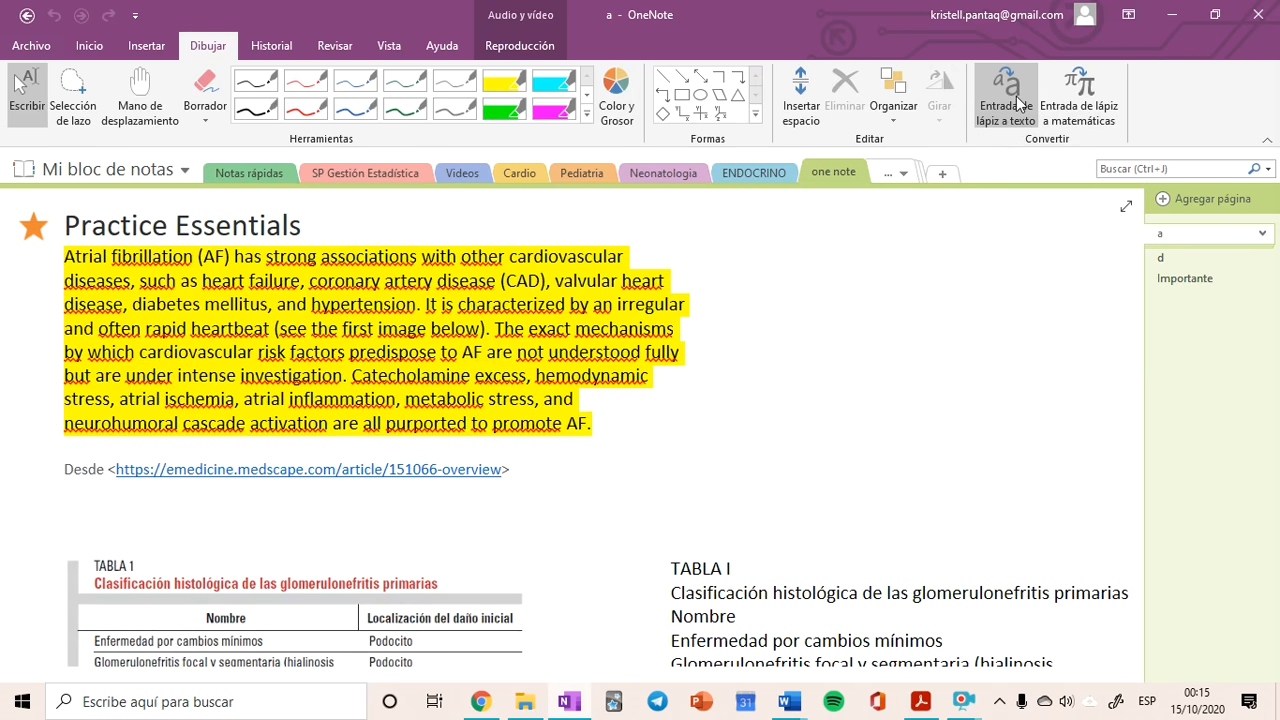 Audio y vídeo
a - OneNote
kristell.pantaq@gmail.com
Archivo
Inicio
Insertar
Dibujar
Historial
Revisar
Vista
Ayuda
Reproducción
Escribir
Selección de lazo
Mano de desplazamiento
Borrador
Color y Grosor
Insertar espacio
Eliminar
Organizar
Girar
Entrada de lápiz a texto
Entrada de lápiz a matemáticas
Herramientas
Formas
Editar
Convertir
Mi bloc de notas
Notas rápidas
SP Gestión Estadística
Videos
Cardio
Pediatria
Neonatologia
ENDOCRINO
one note
...
Buscar (Ctrl+J)
Agregar página
a
d
Importante
Practice Essentials
Atrial fibrillation (AF) has strong associations with other cardiovascular
diseases, such as heart failure, coronary artery disease (CAD), valvular heart
disease, diabetes mellitus, and hypertension. It is characterized by an irregular
and often rapid heartbeat (see the first image below). The exact mechanisms
by which cardiovascular risk factors predispose to AF are not understood fully
but are under intense investigation. Catecholamine excess, hemodynamic
stress, atrial ischemia, atrial inflammation, metabolic stress, and
neurohumoral cascade activation are all purported to promote AF.
Desde <https://emedicine.medscape.com/article/151066-overview>
TABLA 1
Clasificación histológica de las glomerulonefritis primarias
Nombre
Localización del daño inicial
Enfermedad por cambios mínimos
Podocito
Glomerulonefritis focal y segmentaria (hialinosis
Podocito
TABLA I
Clasificación histológica de las glomerulonefritis primarias
Nombre
Enfermedad por cambios mínimos
Glomerulonefritis focal y segmentaria (hialinosis
Escribe aquí para buscar
31
ESP
00:15
15/10/2020